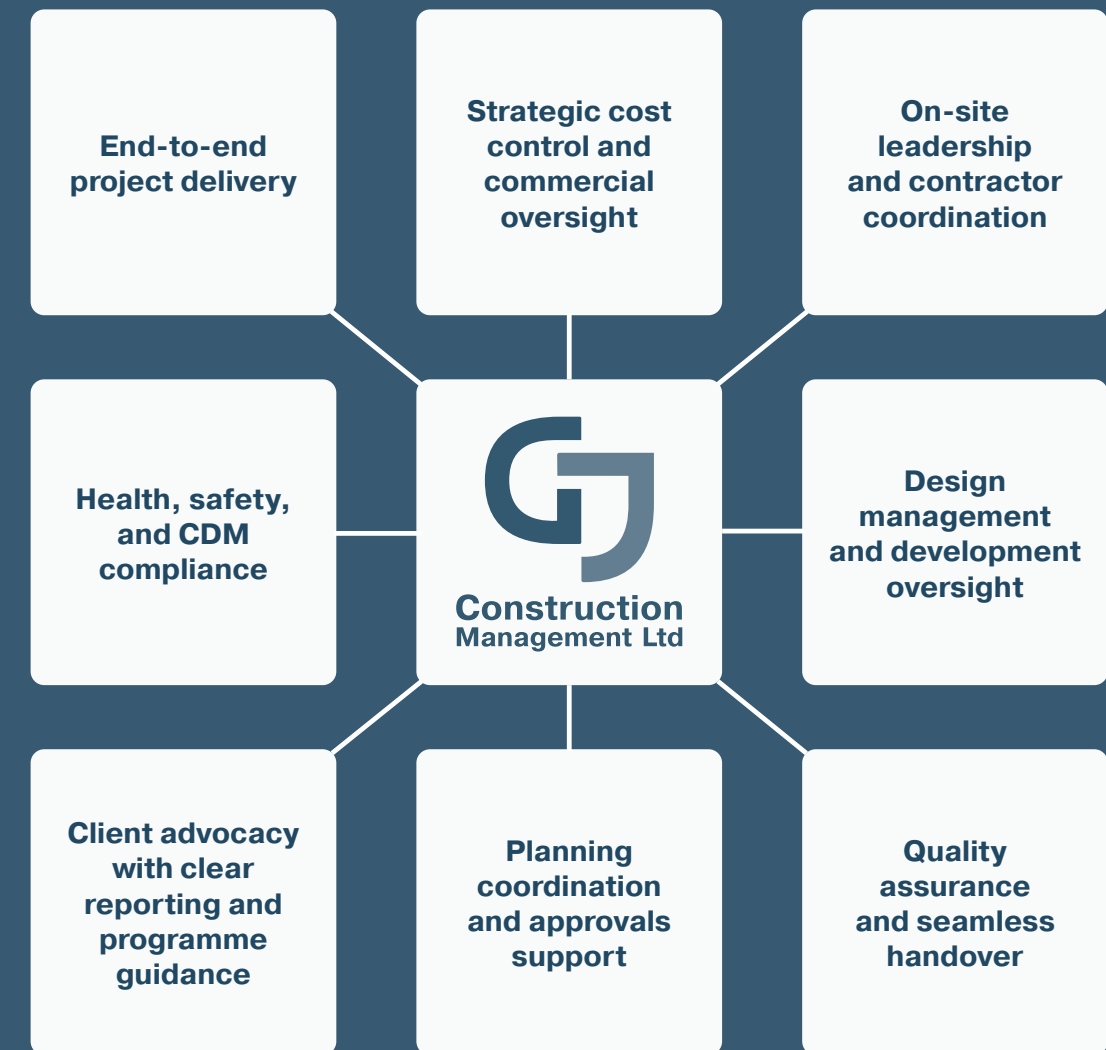 End-to-end
project delivery
Strategic cost
control and
commercial
oversight
On-site
leadership
and contractor
coordination
Health, safety,
and CDM
compliance
GJ
Construction
Management Ltd
Design
management
and development
oversight
Client advocacy
with clear
reporting and
programme
guidance
Planning
coordination
and approvals
support
Quality
assurance
and seamless
handover